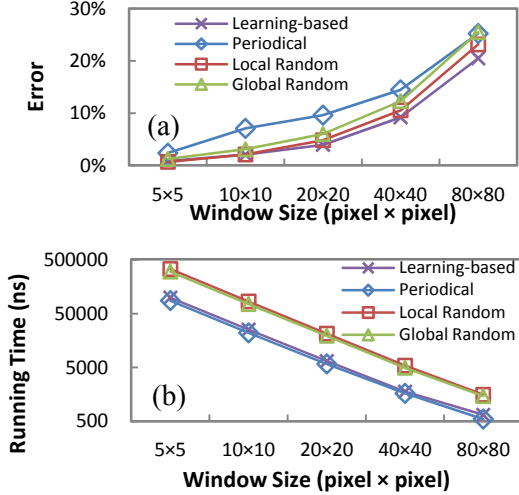 30%
20%
10%
0%
Error
Learning-based
Periodical
Local Random
Global Random
(a)
5×5 10×10 20×20 40×40 80×80
Window Size (pixel × pixel)
500000
50000
5000
500
Running Time (ns)
Learning-based
Periodical
Local Random
Global Random
(b)
5×5 10×10 20×20 40×40 80×80
Window Size (pixel × pixel)